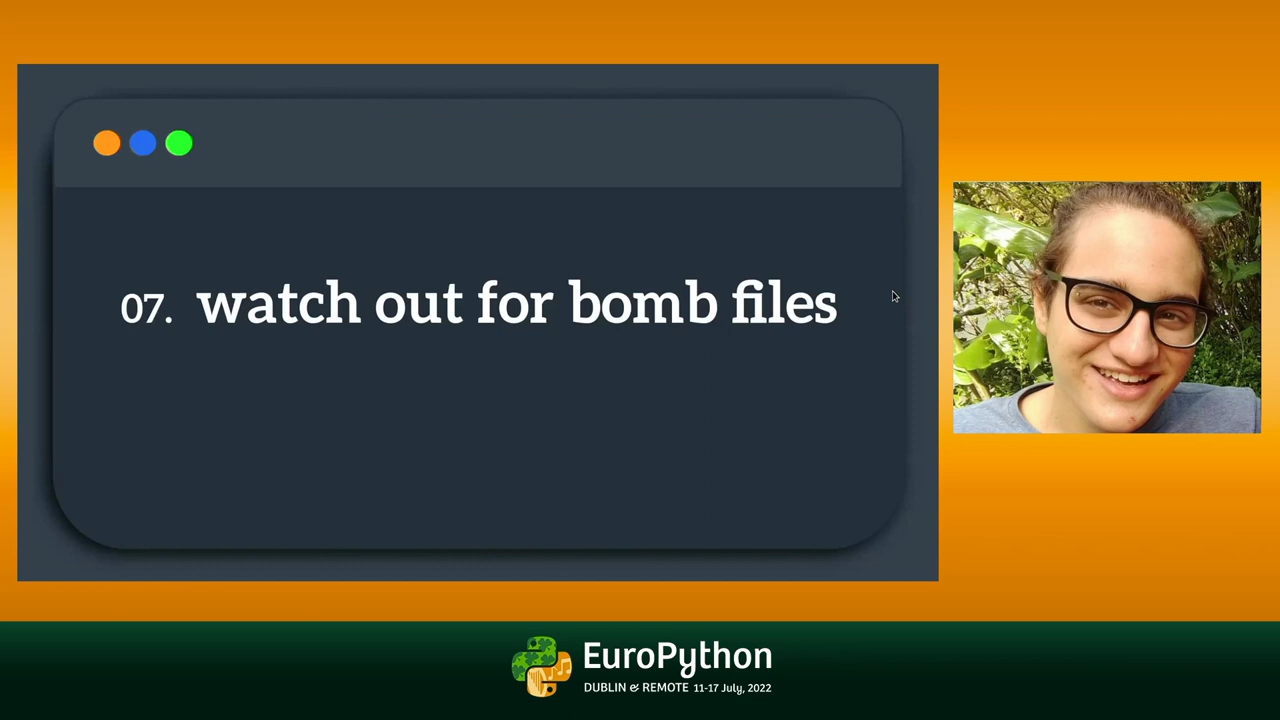 07. watch out for bomb files
EuroPython
DUBLIN & REMOTE 11-17 July, 2022